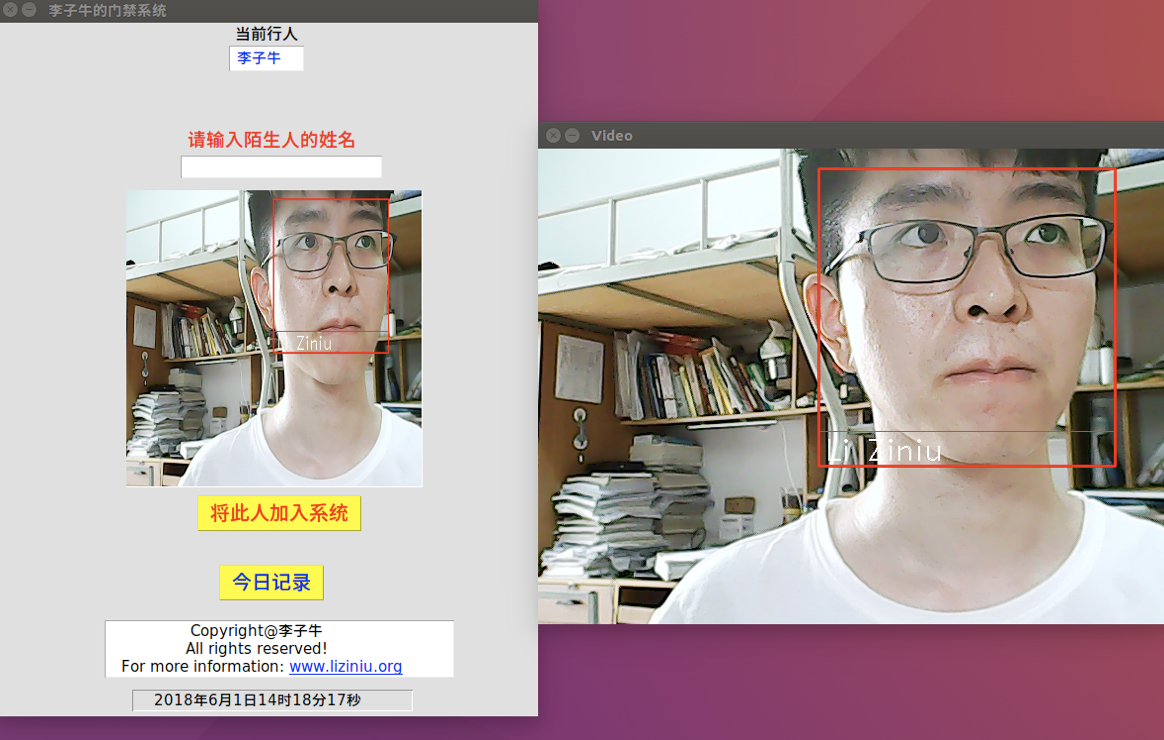 李子牛的门禁系统
当前行人
李子牛
请输入陌生人的姓名
Li Ziniu
将此人加入系统
今日记录
Copyright@李子牛
All rights reserved!
For more information: www.liziniu.org
2018年6月1日14时18分17秒
Video
Li Ziniu